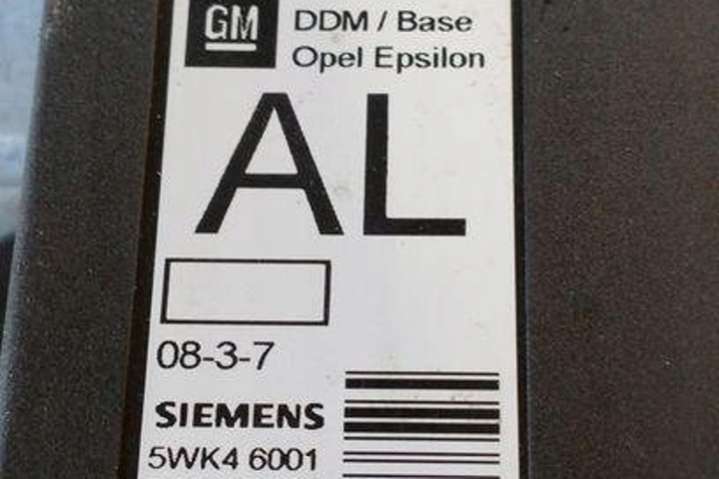 GM
DDM / Base
Opel Epsilon
AL
08-3-7
SIEMENS
5WK4 6001